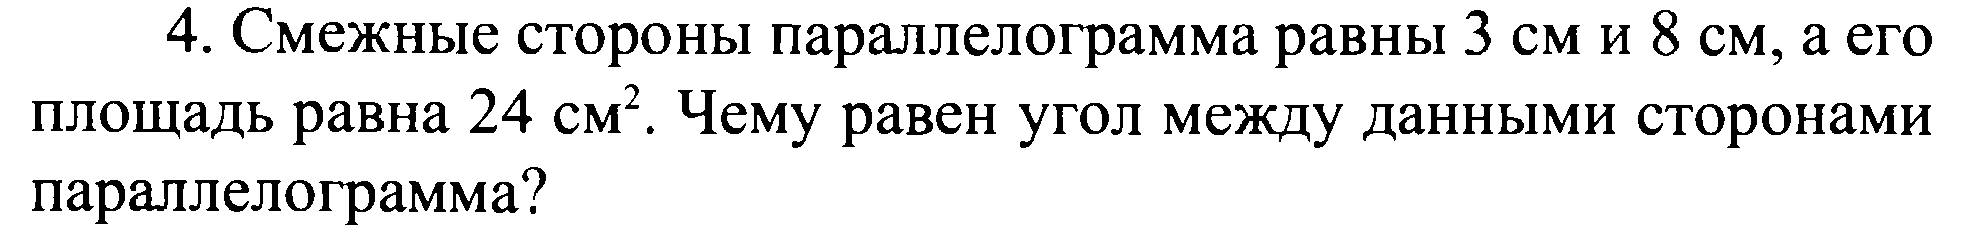 4. Смежные стороны параллелограмма равны 3 см и 8 см, а его
площадь равна 24 см². Чему равен угол между данными сторонами
параллелограмма?